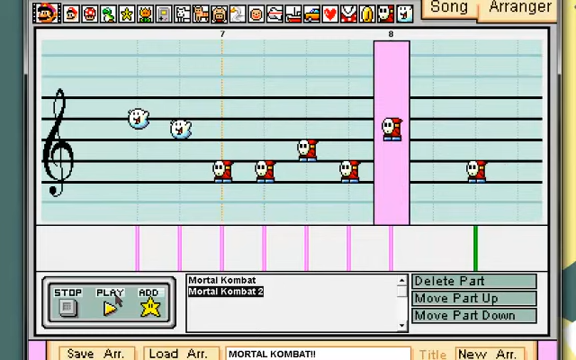 Song Arranger
7 8
STOP PLAY ADD
Mortal Kombat
Mortal Kombat 2
Delete Part
Move Part Up
Move Part Down
Save Arr. Load Arr. MORTAL KOMBAT!! Title New Arr.